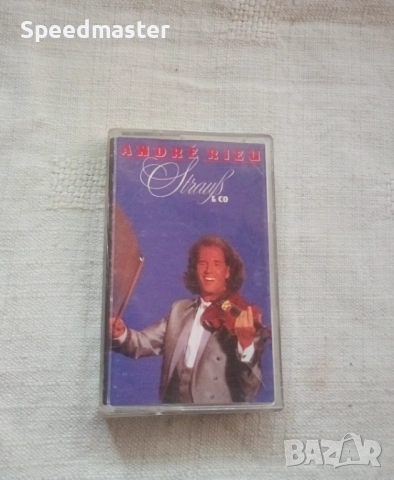 Speedmaster
ANDRÉ RIEU
Strauß
& CO
BAZAR